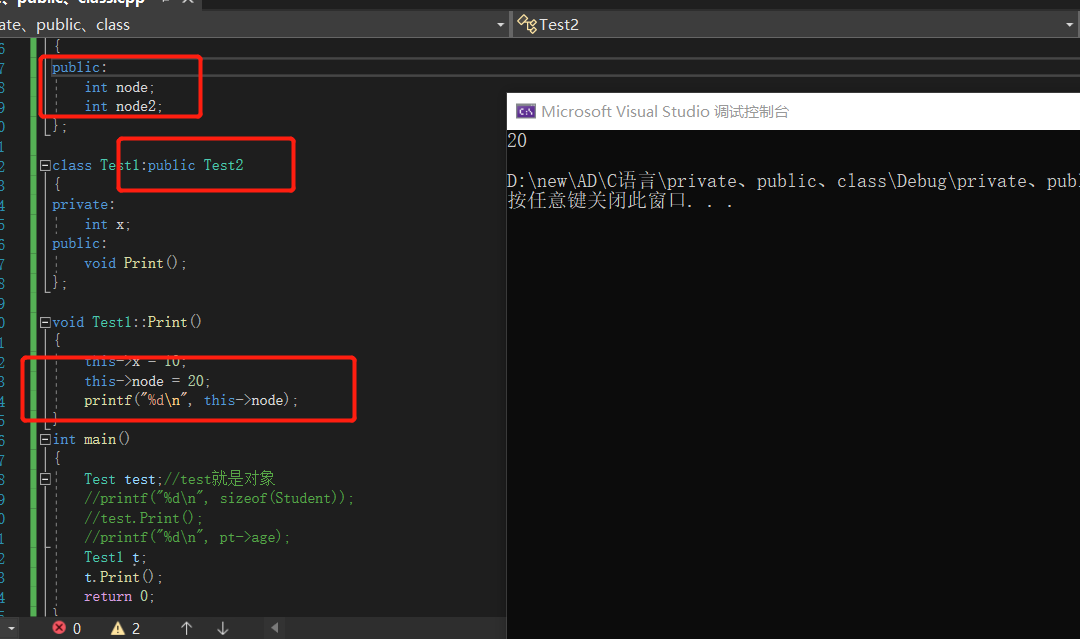 、public、class.cpp
ate、public、class
Test2
{
public:
int node;
int node2;
};
class Test1:public Test2
{
private:
int x;
public:
void Print();
};
void Test1::Print()
{
this->x = 10;
this->node = 20;
printf("%d\n", this->node);
}
int main()
{
Test test;//test就是对象
//printf("%d\n", sizeof(Student));
//test.Print();
//printf("%d\n", pt->age);
Test1 t;
t.Print();
return 0;
0
2
C:\
Microsoft Visual Studio 调试控制台
20
D:\new\AD\C语言\private、public、class\Debug\private、publ
按任意键关闭此窗口. . .